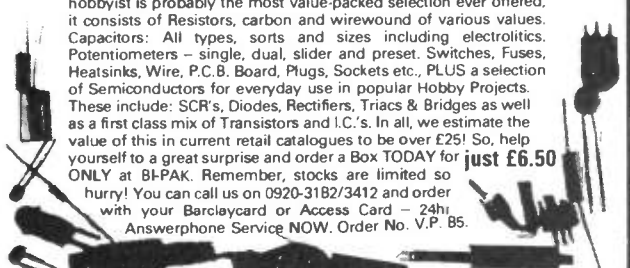 hobbyist is probably the most value-packed selection ever offered,
it consists of Resistors, carbon and wirewound of various values.
Capacitors: All types, sorts and sizes including electrolitics.
Potentiometers – single, dual, slider and preset. Switches, Fuses,
Heatsinks, Wire, P.C.B. Board, Plugs, Sockets etc., PLUS a selection
of Semiconductors for everyday use in popular Hobby Projects.
These include: SCR's, Diodes, Rectifiers, Triacs & Bridges as well
as a first class mix of Transistors and I.C.'s. In all, we estimate the
value of this in current retail catalogues to be over £25! So, help
yourself to a great surprise and order a Box TODAY for just £6.50
ONLY at BI-PAK. Remember, stocks are limited so
hurry! You can call us on 0920-3182/3412 and order
with your Barclaycard or Access Card – 24hr
Answerphone Service NOW. Order No. V.P. 85.